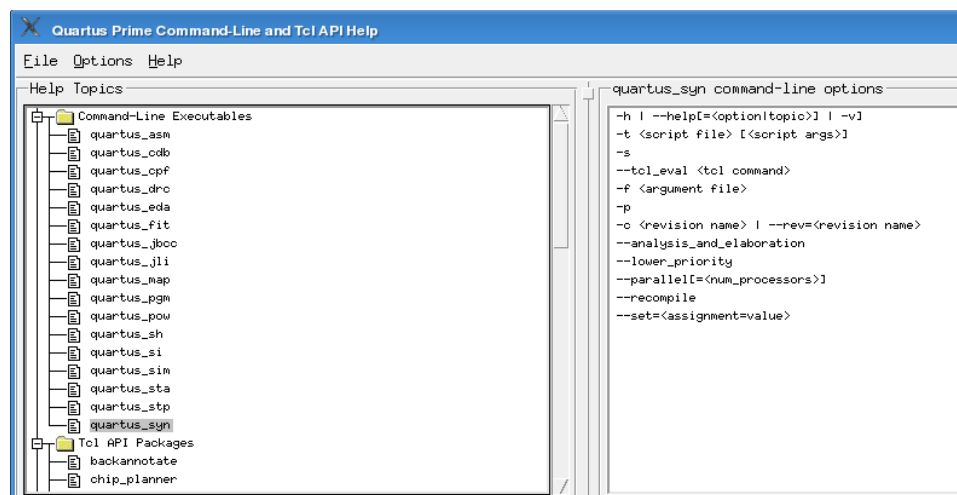 Quartus Prime Command-Line and Tcl API Help
File Options Help
Help Topics
Command-Line Executables
quartus_asm
quartus_cdb
quartus_cpf
quartus_drc
quartus_eda
quartus_fit
quartus_jbcc
quartus_jli
quartus_map
quartus_pgm
quartus_pow
quartus_sh
quartus_si
quartus_sim
quartus_sta
quartus_stp
quartus_syn
Tcl API Packages
backannotate
chip_planner
quartus_syn command-line options
-h | --help[=<option|topic>] | -v]
-t <script file> [<script args>]
-s
--tcl_eval <tcl command>
-f <argument file>
-p
-c <revision name> | --rev=<revision name>
--analysis_and_elaboration
--lower_priority
--parallel[=<num_processors>]
--recompile
--set=<assignment=value>